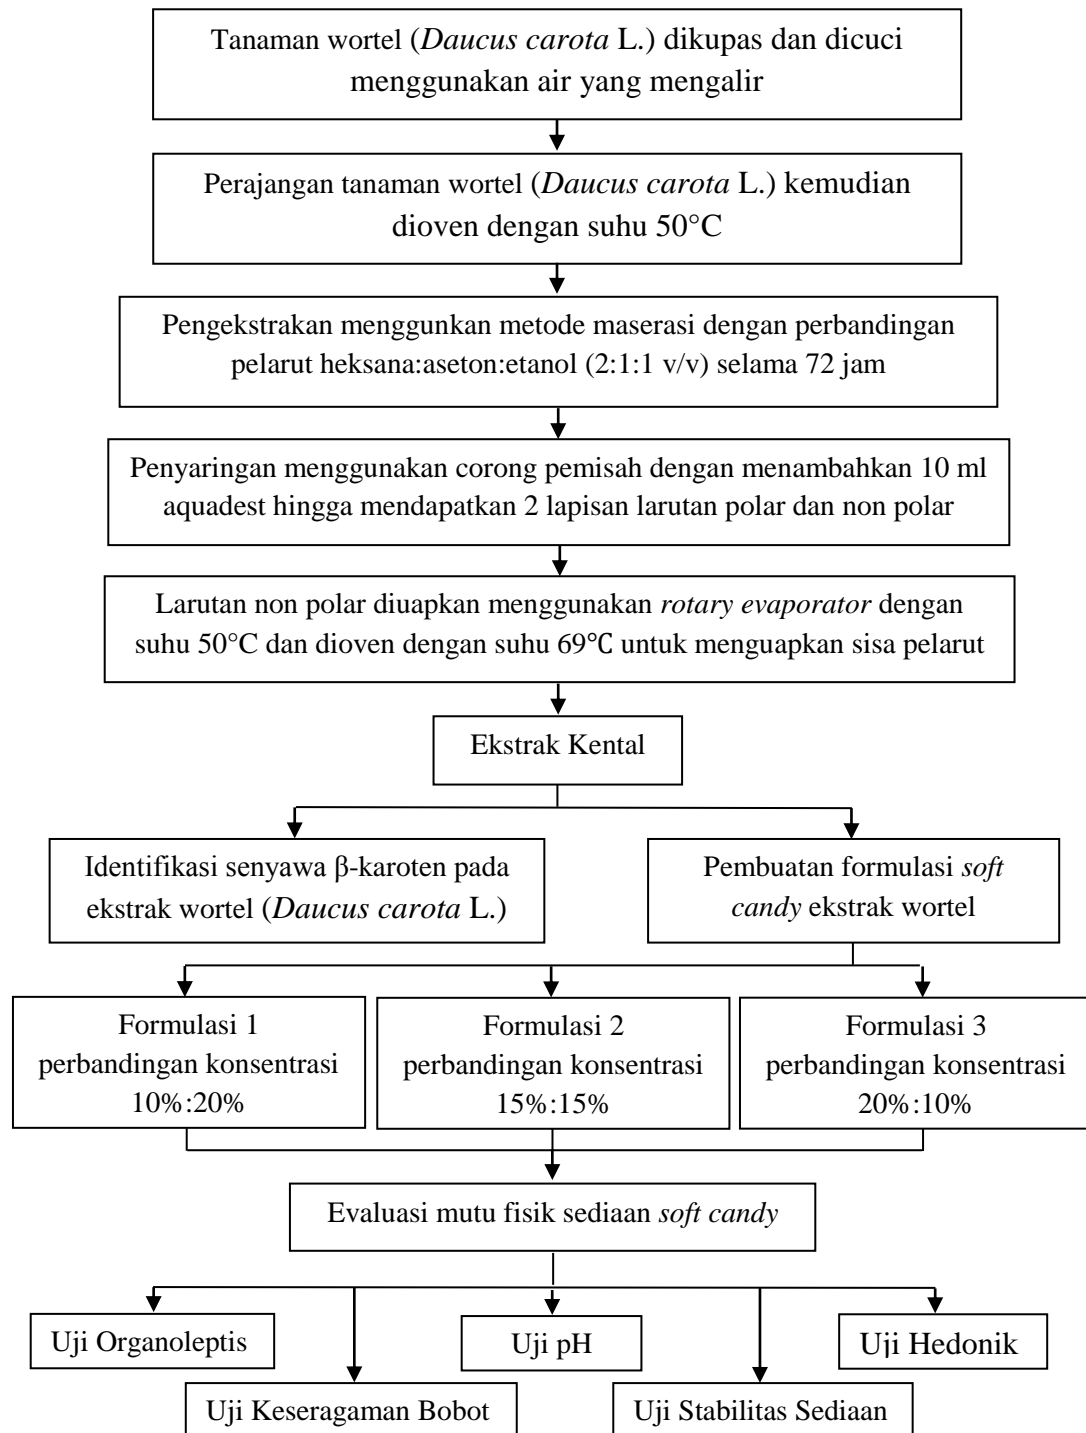 Tanaman wortel (Daucus carota L.) dikupas dan dicuci
menggunakan air yang mengalir
Perajangan tanaman wortel (Daucus carota L.) kemudian
dioven dengan suhu 50°C
Pengekstrakan menggunkan metode maserasi dengan perbandingan
pelarut heksana:aseton:etanol (2:1:1 v/v) selama 72 jam
Penyaringan menggunakan corong pemisah dengan menambahkan 10 ml
aquadest hingga mendapatkan 2 lapisan larutan polar dan non polar
Larutan non polar diuapkan menggunakan rotary evaporator dengan
suhu 50°C dan dioven dengan suhu 69℃ untuk menguapkan sisa pelarut
Ekstrak Kental
Identifikasi senyawa β-karoten pada
ekstrak wortel (Daucus carota L.)
Pembuatan formulasi soft
candy ekstrak wortel
Formulasi 1
perbandingan konsentrasi
10%:20%
Formulasi 2
perbandingan konsentrasi
15%:15%
Formulasi 3
perbandingan konsentrasi
20%:10%
Evaluasi mutu fisik sediaan soft candy
Uji Organoleptis
Uji pH
Uji Hedonik
Uji Keseragaman Bobot
Uji Stabilitas Sediaan